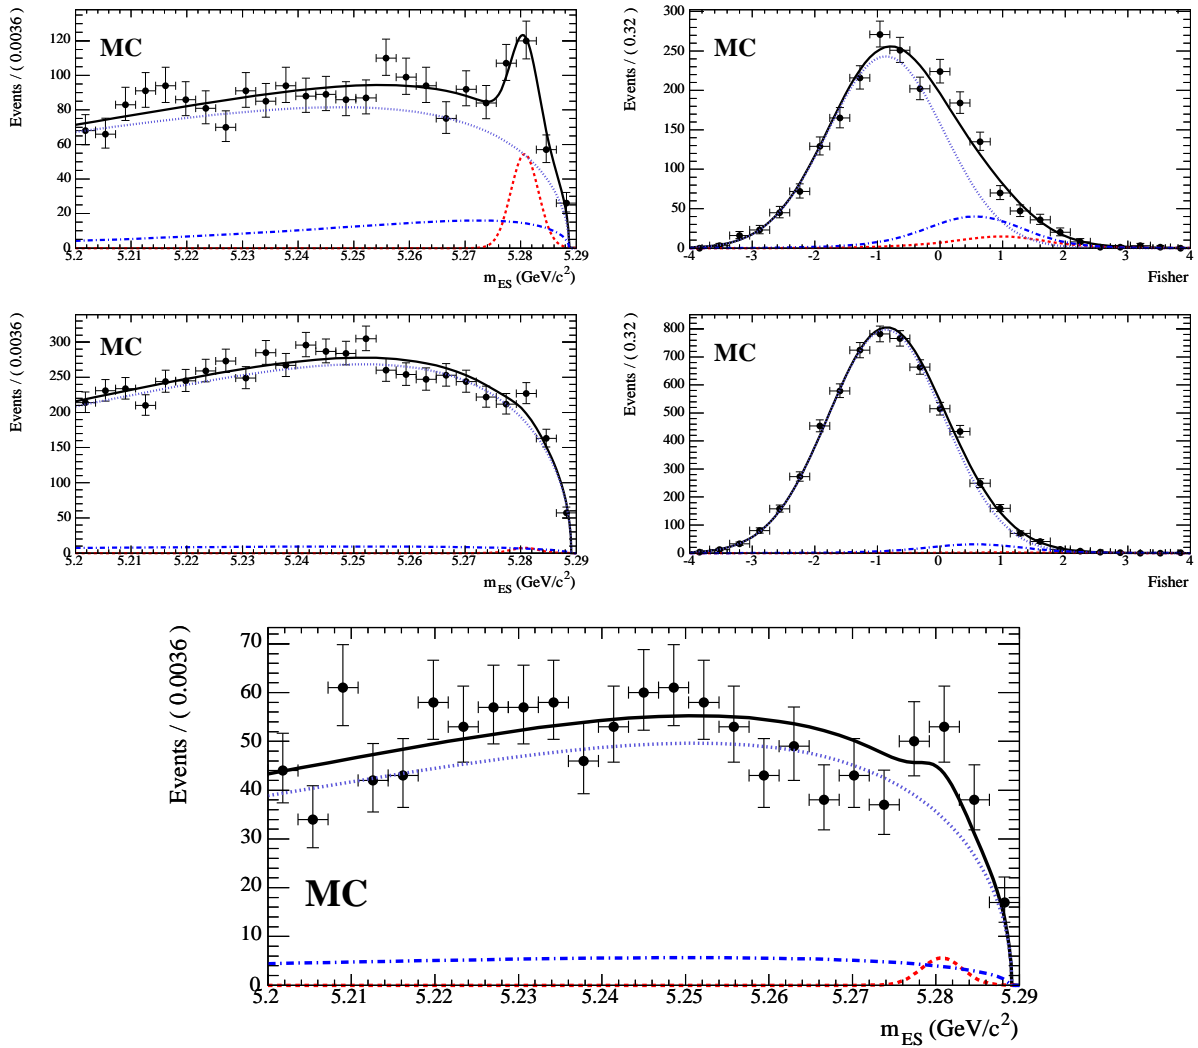 Events / ( 0.0036 )
MC
120
100
80
60
40
20
0
5.2 5.21 5.22 5.23 5.24 5.25 5.26 5.27 5.28 5.29
m_ES (GeV/c²)
Events / ( 0.32 )
MC
300
250
200
150
100
50
0
-4 -3 -2 -1 0 1 2 3 4
Fisher
Events / ( 0.0036 )
MC
300
250
200
150
100
50
0
5.2 5.21 5.22 5.23 5.24 5.25 5.26 5.27 5.28 5.29
m_ES (GeV/c²)
Events / ( 0.32 )
MC
800
700
600
500
400
300
200
100
0
-4 -3 -2 -1 0 1 2 3 4
Fisher
Events / ( 0.0036 )
70
60
50
40
30
20
10
0
MC
5.2 5.21 5.22 5.23 5.24 5.25 5.26 5.27 5.28 5.29
m_ES (GeV/c²)